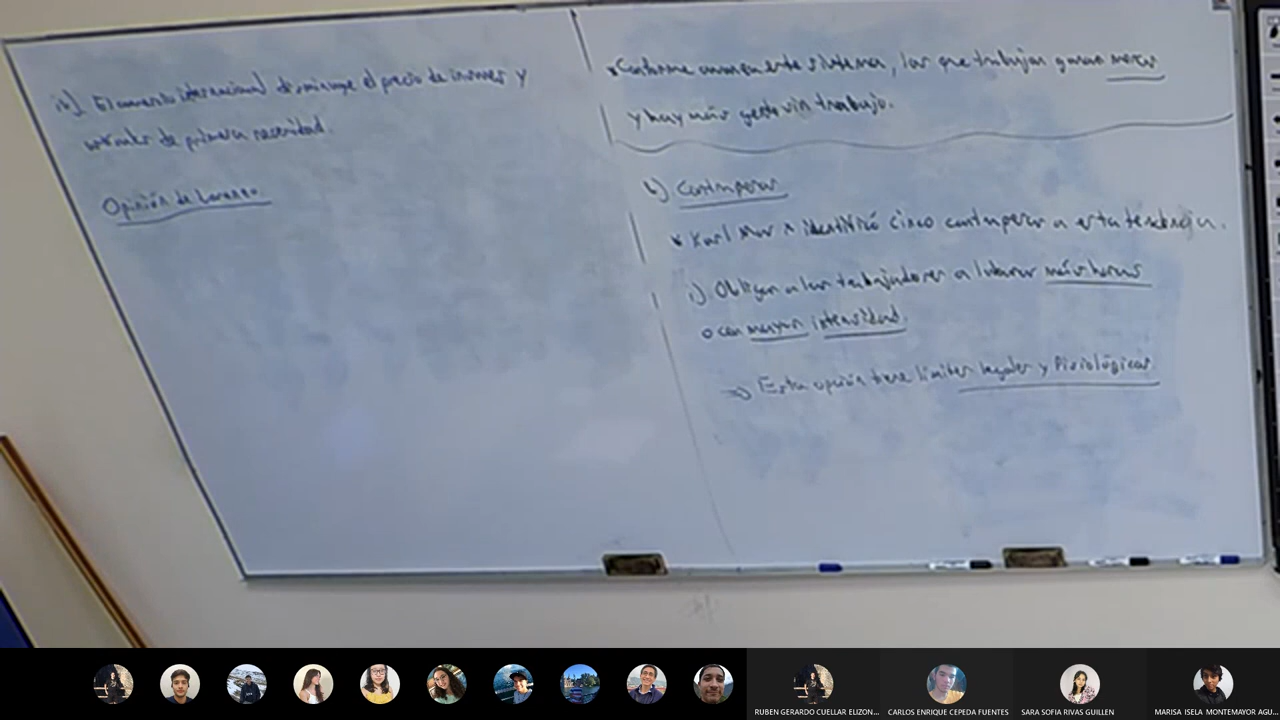 iv) El comercio internacional disminuye el precio de insumos y
de primera necesidad.
Opinión de Lorenzo.
* Conforme avanza este sistema, los que trabajan ganan menos
y hay más gente sin trabajo.
b) Contrapesos
* Karl Marx identificó cinco contrapesos a esta tendencia.
i) Obligan a los trabajadores a laborar más horas
o con mayor intensidad.
=> Esta opción tiene límites legales y fisiológicos
RUBEN GERARDO CUELLAR ELIZON...
CARLOS ENRIQUE CEPEDA FUENTES
SARA SOFIA RIVAS GUILLEN
MARISA ISELA MONTEMAYOR AGU...